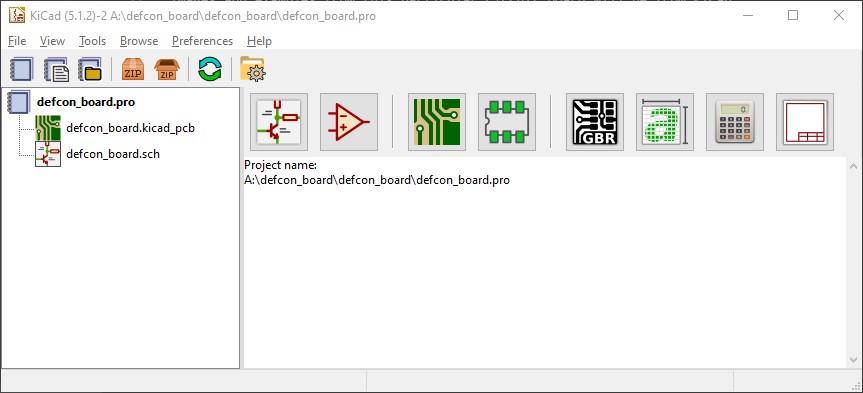 KiCad (5.1.2)-2 A:\defcon_board\defcon_board\defcon_board.pro
File View Tools Browse Preferences Help
ZIP ZIP
defcon_board.pro
defcon_board.kicad_pcb
defcon_board.sch
GBR a 0.
Project name:
A:\defcon_board\defcon_board\defcon_board.pro